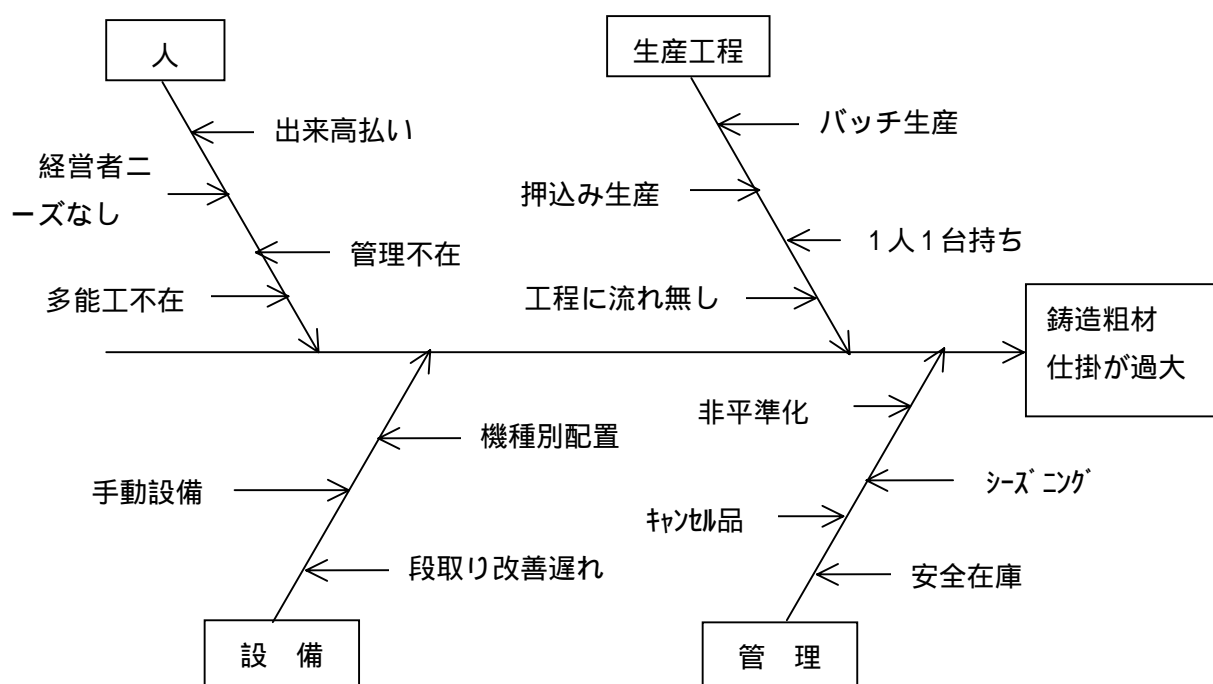 人
生産工程
出来高払い
バッチ生産
経営者ニ
ーズなし
押込み生産
管理不在
1人1台持ち
多能工不在
工程に流れ無し
鋳造粗材
仕掛が過大
非平準化
機種別配置
手動設備
ｼｰｽﾞﾆﾝｸﾞ
ｷｬﾝｾﾙ品
段取り改善遅れ
安全在庫
設　備
管　理